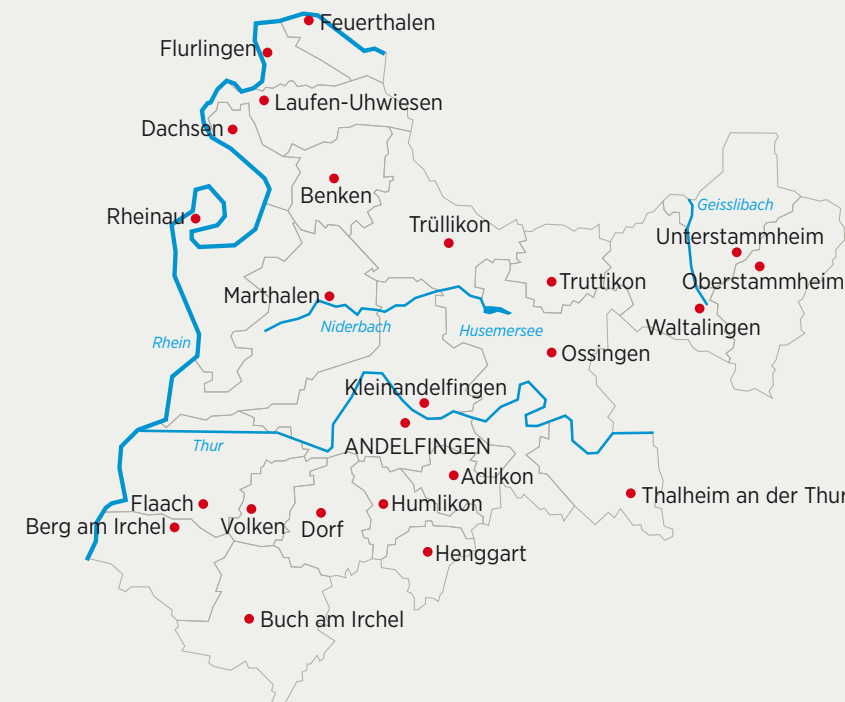 Feuerthalen
Flurlingen
Laufen-Uhwiesen
Dachsen
Benken
Geisslibach
Rheinau
Trüllikon
Unterstammheim
Truttikon
Oberstammheim
Marthalen
Niderbach
Husemersee
Waltalingen
Rhein
Ossingen
Kleinandelfingen
Thur
ANDELFINGEN
Adlikon
Thalheim an der Thur
Flaach
Humlikon
Berg am Irchel
Volken
Dorf
Henggart
Buch am Irchel